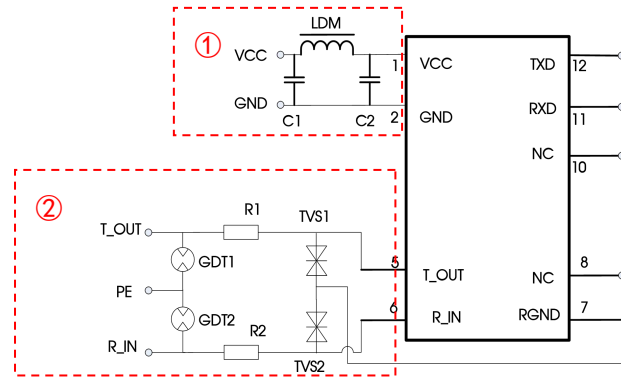 ①
LDM
VCC
GND
C1
C2
1
2
VCC
GND
TXD
12
RXD
11
NC
10
②
T_OUT
R1
TVS1
GDT1
PE
GDT2
R_IN
R2
TVS2
5
6
T_OUT
R_IN
NC
8
RGND
7